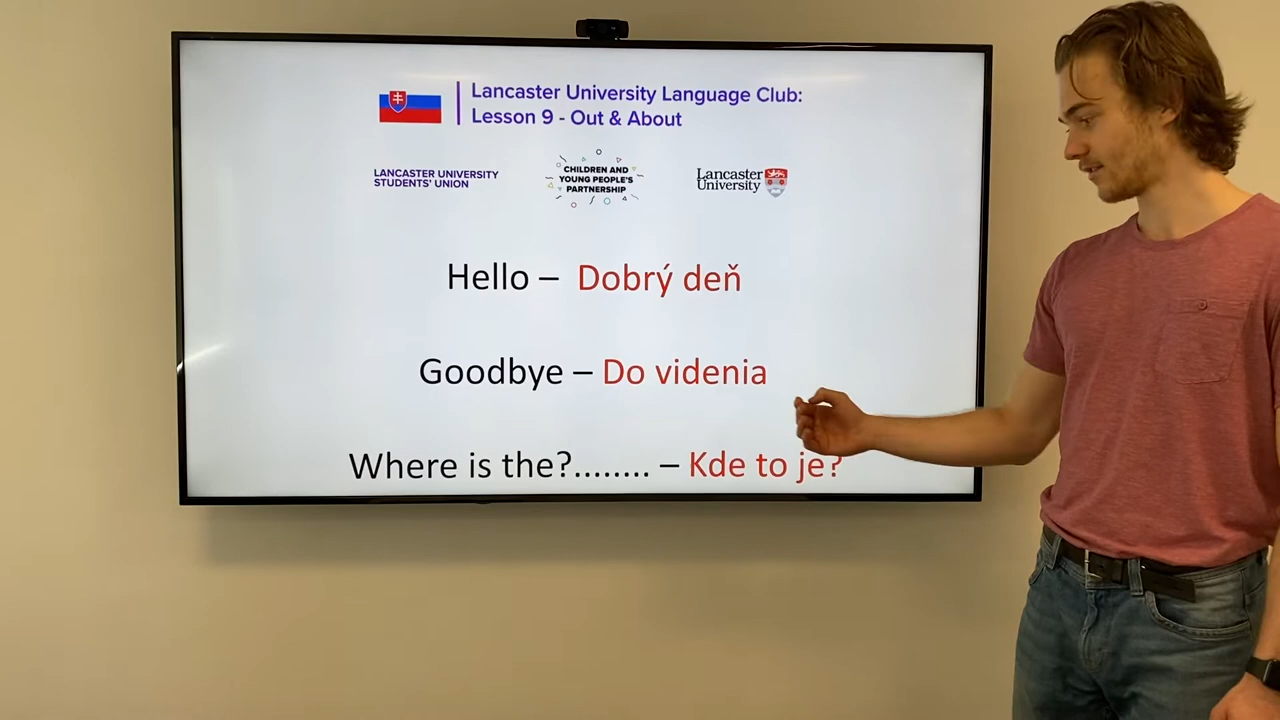 Lancaster University Language Club:
Lesson 9 - Out & About
LANCASTER UNIVERSITY
STUDENTS' UNION
CHILDREN AND
YOUNG PEOPLE'S
PARTNERSHIP
Lancaster
University
Hello – Dobrý deň
Goodbye – Do videnia
Where is the?........ – Kde to je?